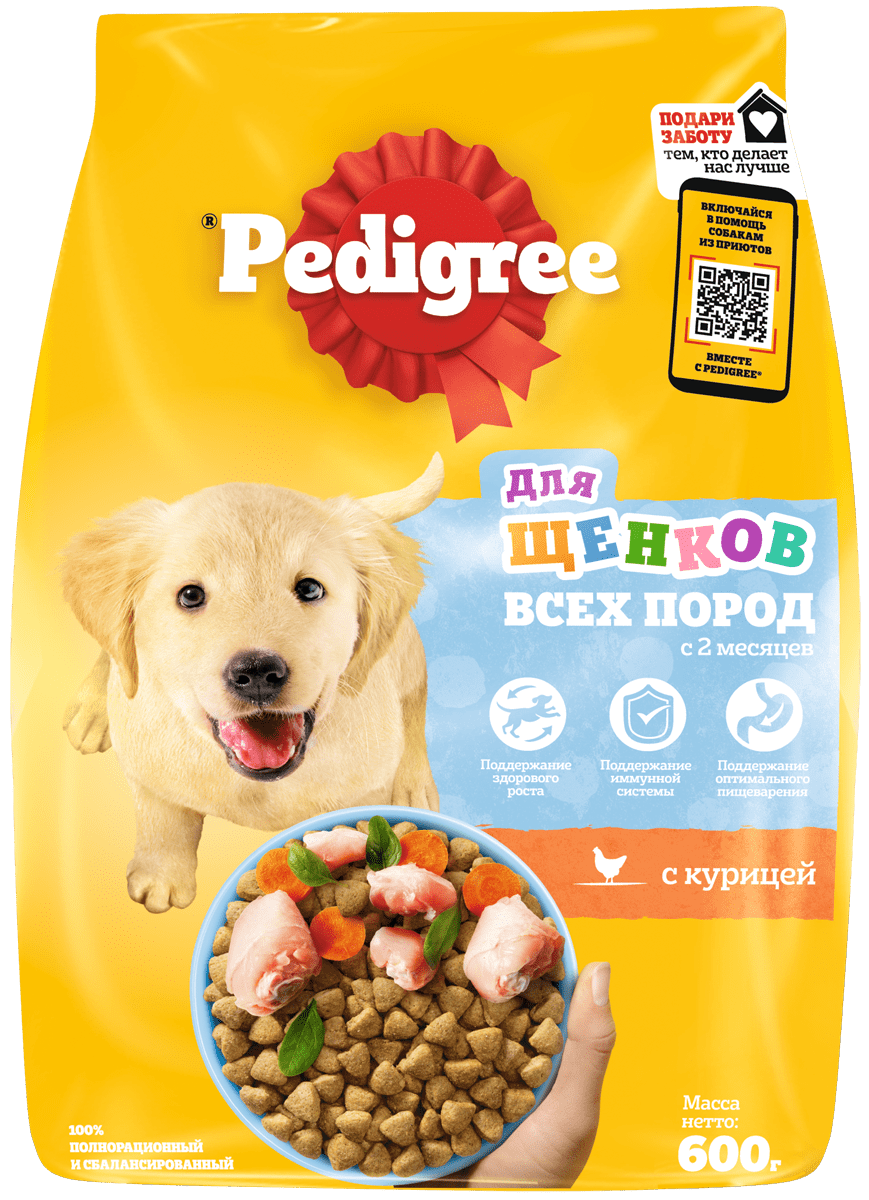 ПОДАРИ
ЗАБОТУ
тем, кто делает
нас лучше
ВКЛЮЧАЙСЯ
В ПОМОЩЬ
СОБАКАМ
ИЗ ПРИЮТОВ
ВМЕСТЕ
С PEDIGREE®
® Pedigree
для
ЩЕНКОВ
ВСЕХ ПОРОД
с 2 месяцев
Поддержание
здорового
роста
Поддержание
иммунной
системы
Поддержание
оптимального
пищеварения
с курицей
100%
ПОЛНОРАЦИОННЫЙ
И СБАЛАНСИРОВАННЫЙ
Масса
нетто:
600г